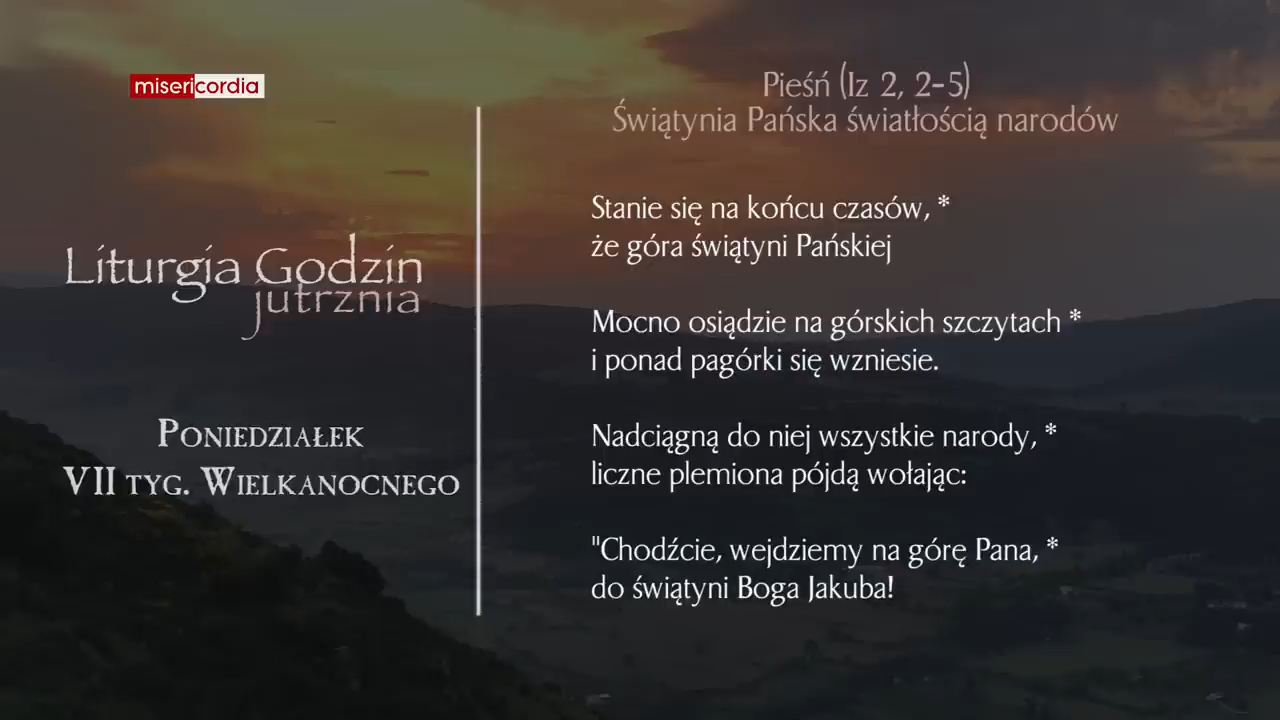 misericordia
Liturgia Godzin
jutrznia
Poniedziałek
VII tyg. Wielkanocnego
Pieśń (Iz 2, 2-5)
Świątynia Pańska światłością narodów
Stanie się na końcu czasów, *
że góra świątyni Pańskiej
Mocno osiądzie na górskich szczytach *
i ponad pagórki się wzniesie.
Nadciągną do niej wszystkie narody, *
liczne plemiona pójdą wołając:
"Chodźcie, wejdziemy na górę Pana, *
do świątyni Boga Jakuba!